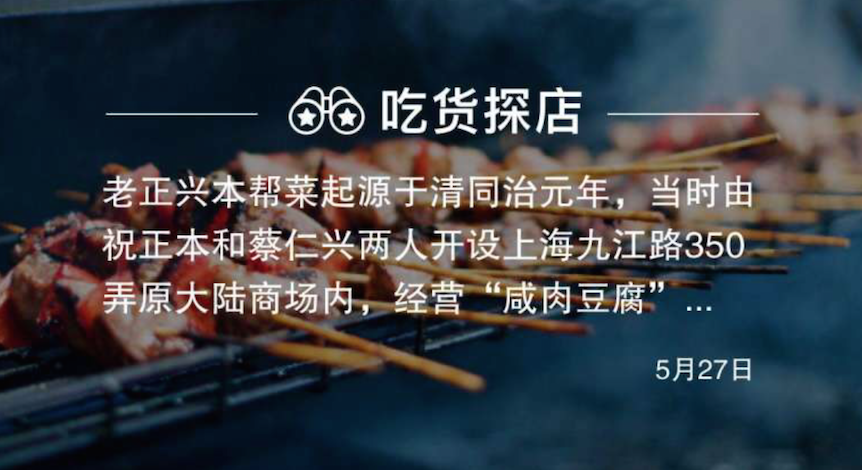 吃货探店
老正兴本帮菜起源于清同治元年，当时由
祝正本和蔡仁兴两人开设上海九江路350
弄原大陆商场内，经营“咸肉豆腐”...
5月27日